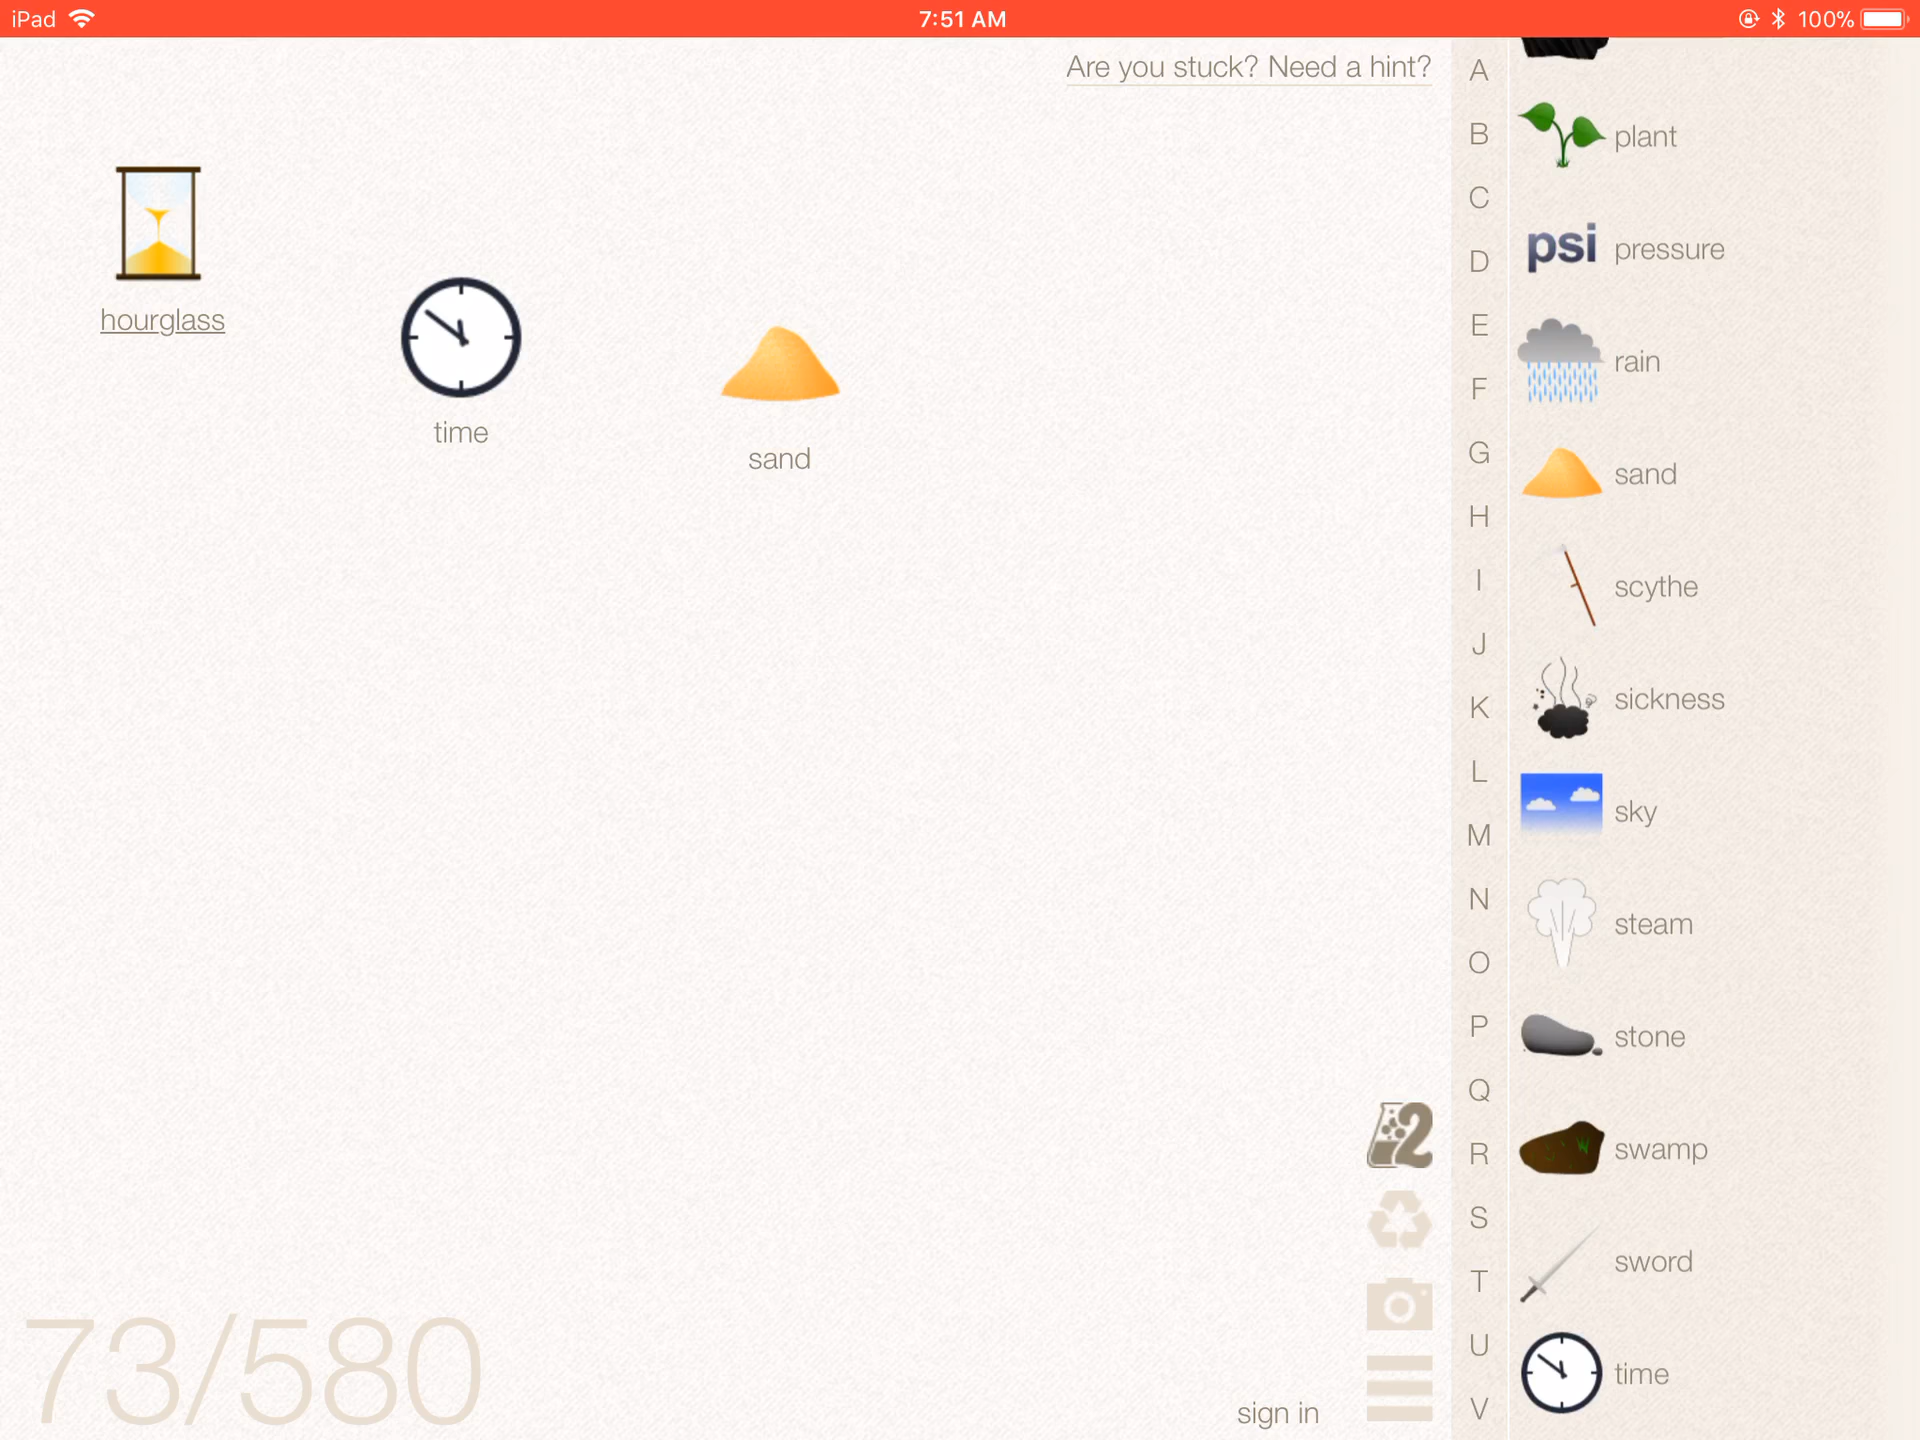 iPad 7:51 AM 100%
Are you stuck? Need a hint?
hourglass
time
sand
73/580
2
sign in
A
B
C
D
E
F
G
H
I
J
K
L
M
N
O
P
Q
R
S
T
U
V
plant
psi pressure
rain
sand
scythe
sickness
sky
steam
stone
swamp
sword
time